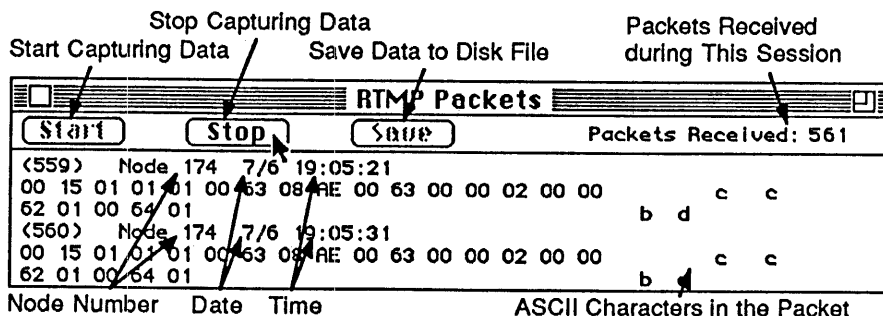 Stop Capturing Data
Packets Received
Start Capturing Data
Save Data to Disk File
during This Session
RTMP Packets
Start
Stop
Save
Packets Received: 561
(559) Node 174 7/6 19:05:21
00 15 01 01 01 00 63 08 AE 00 63 00 00 02 00 00 c c
62 01 00 64 01 b d
(560) Node 174 7/6 19:05:31
00 15 01 01 01 00 63 08 AE 00 63 00 00 02 00 00 c c
62 01 00 64 01 b
Node Number Date Time ASCII Characters in the Packet